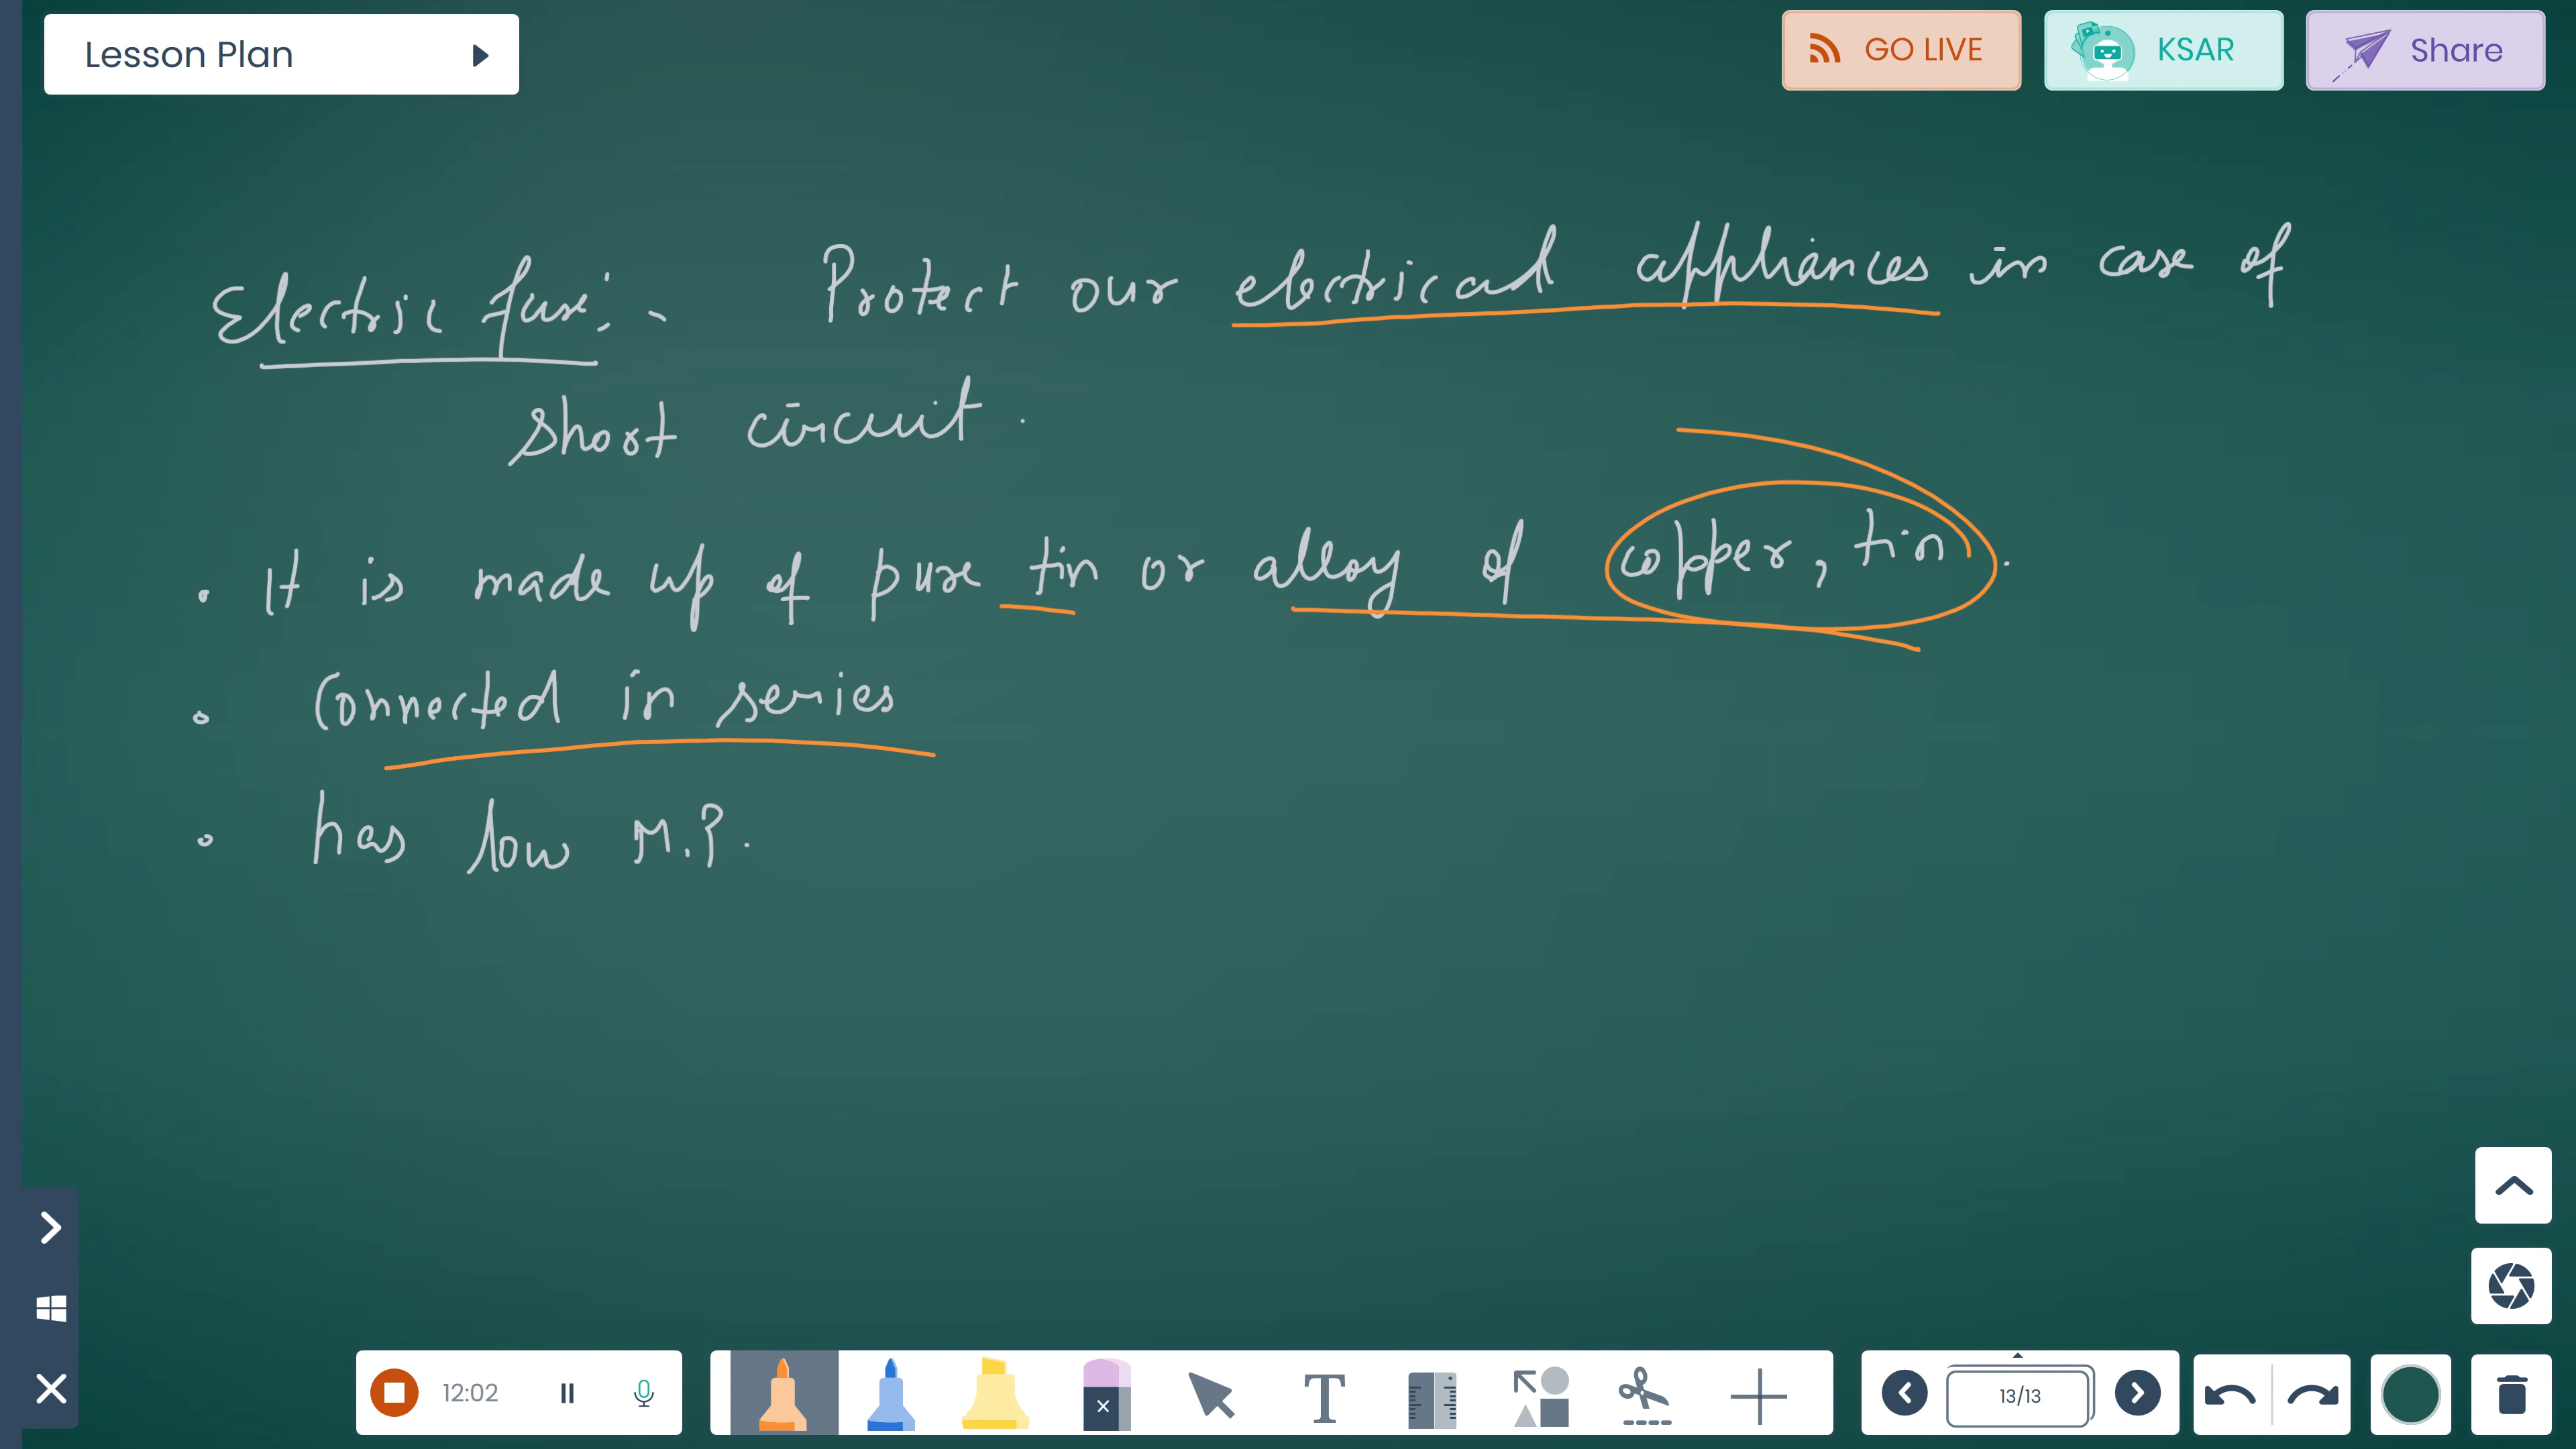 Lesson Plan
GO LIVE
KSAR
Share
Electric fuse :- Protect our electrical appliances in case of
short circuit.
• It is made up of pure tin or alloy of copper, tin.
• Connected in series
• has low M.P.
12:02
T
13/13